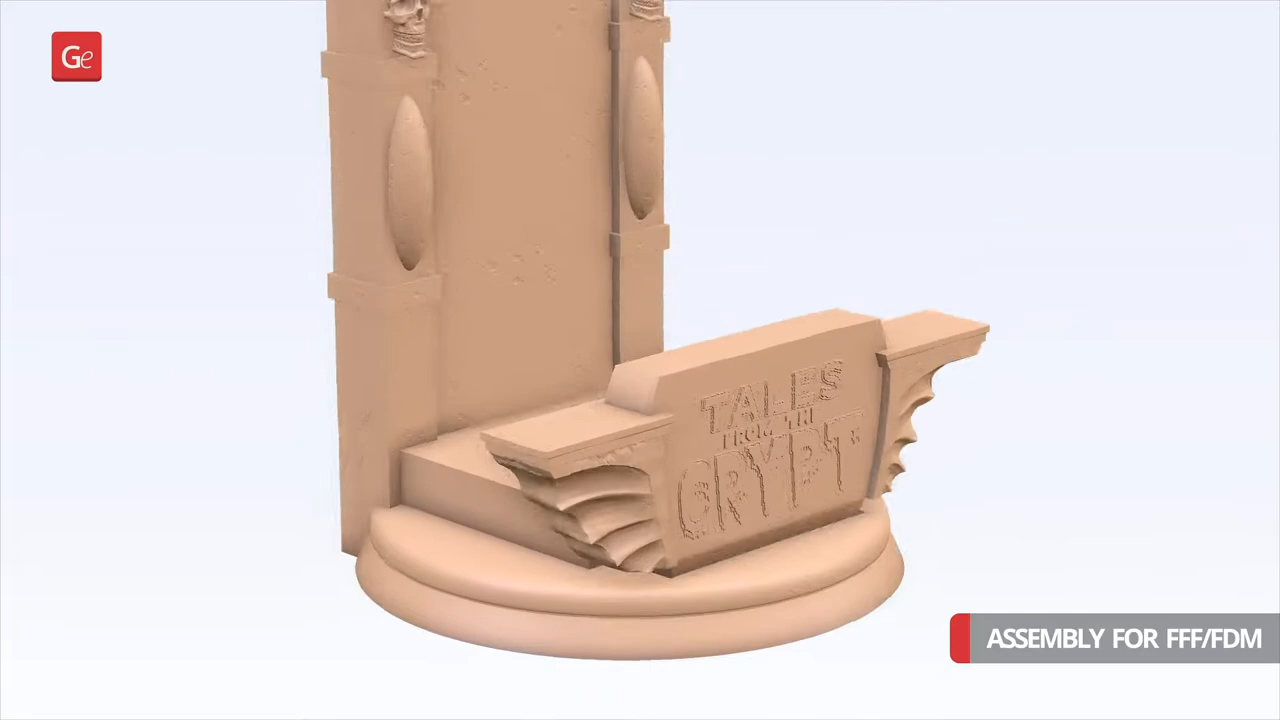 Ge
TALES
FROM THE
CRYPT
ASSEMBLY FOR FFF/FDM